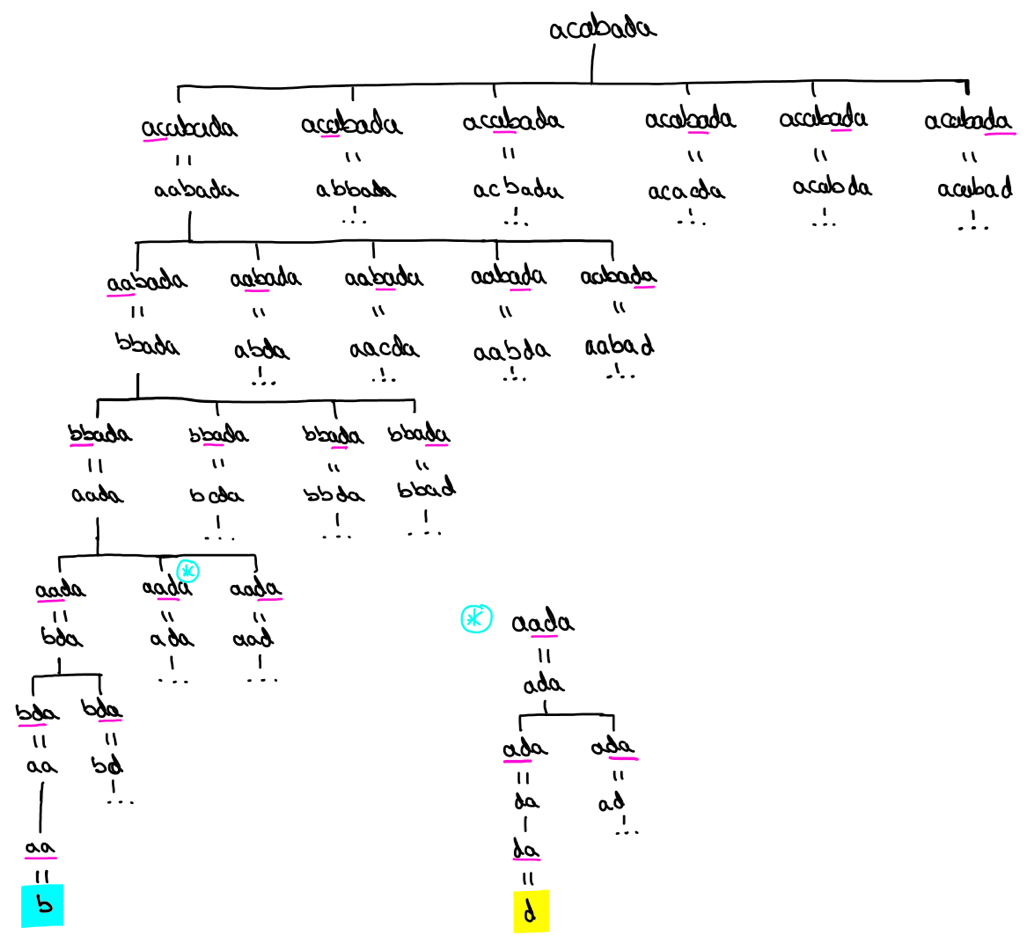 acabada
acabada acabada acabada acabada acabada acabada
|| || || || || ||
aabada abbada acbada acacda acabda acabad
... ... ... ... ...
aabada aabada aabada aabada aabada
|| || || || ||
bbada abda aacda aabda aabad
... ... ... ...
bbada bbada bbada bbada
|| || || ||
aada bcda bbda bbad
... ... ...
*
aada aada aada
|| || ||
bda ada aad
... ...
bda bda
|| ||
aa bd
...
aa
||
b
* aada
||
ada
ada ada
|| ||
da ad
...
da
||
d